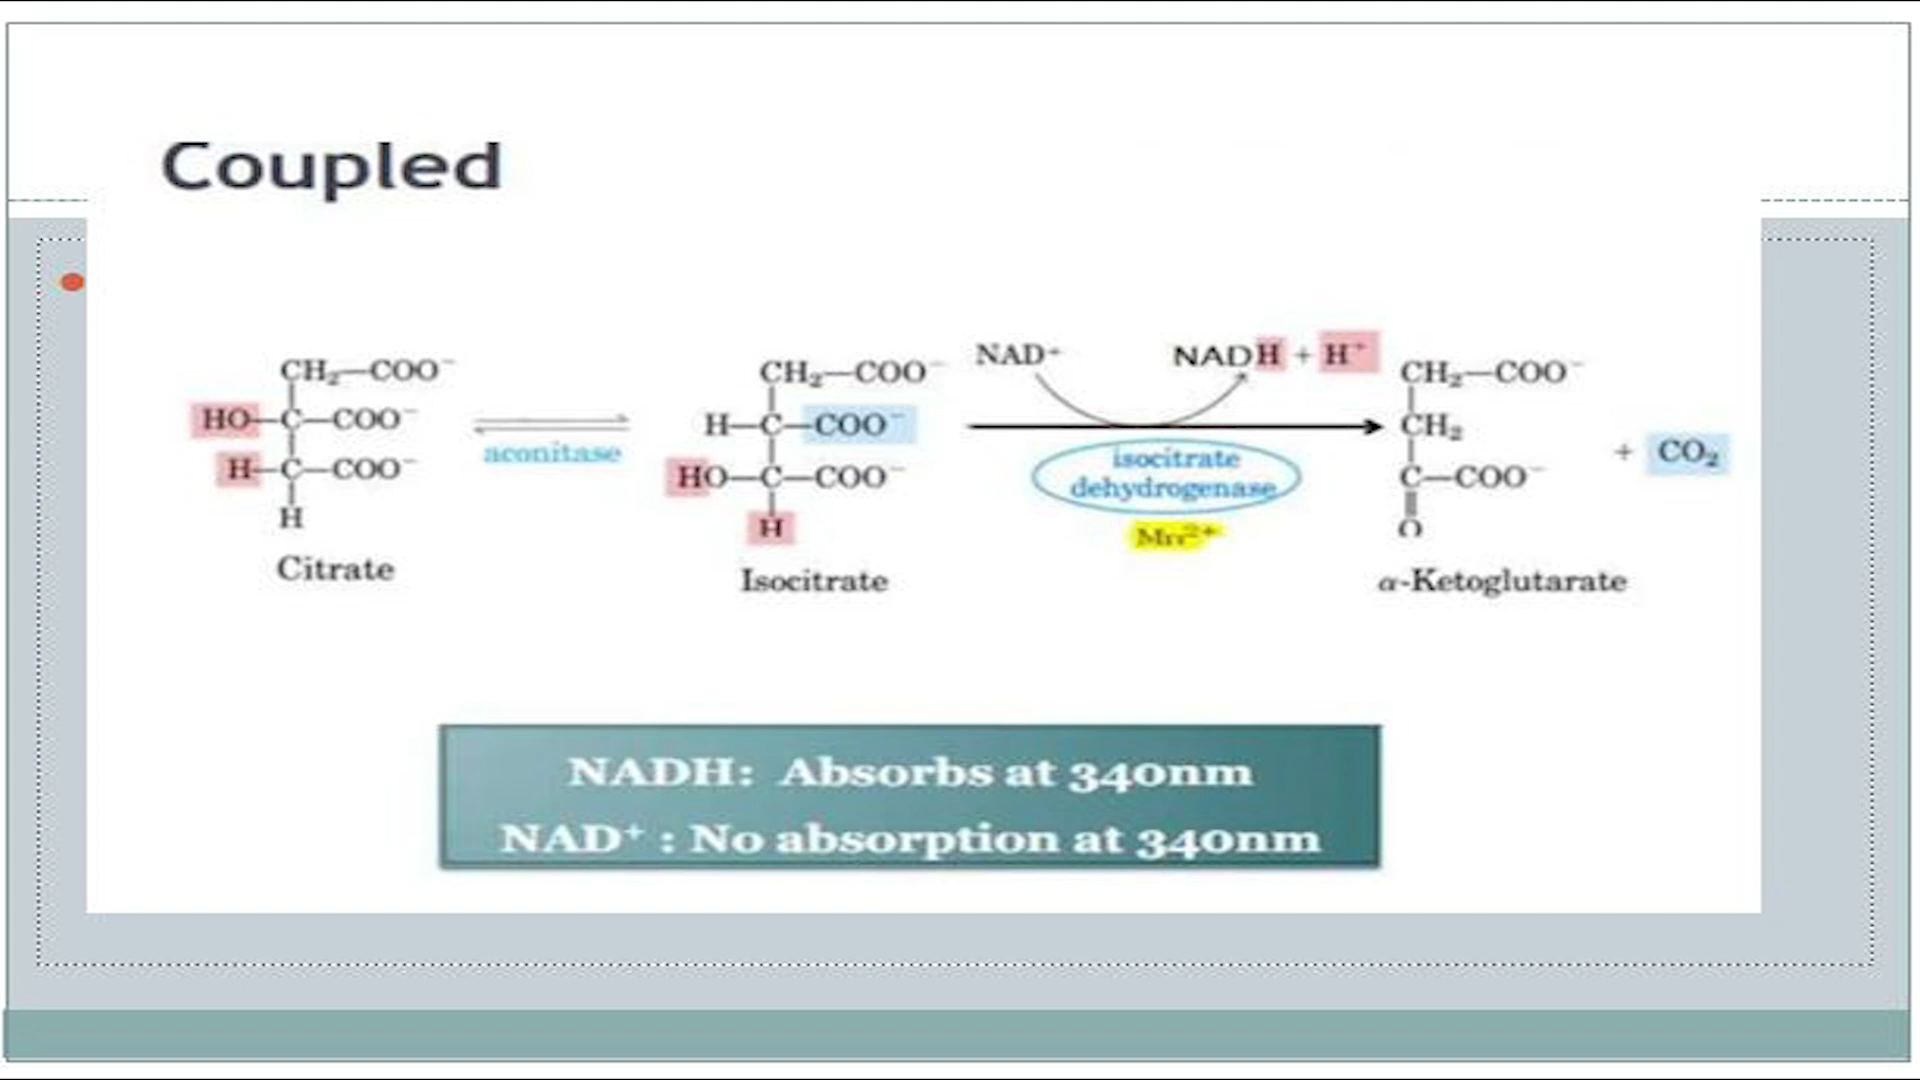 Coupled
CH₂—COO⁻
HO—C—COO⁻
H—C—COO⁻
H
Citrate
aconitase
CH₂—COO⁻
H—C—COO⁻
HO—C—COO⁻
H
Isocitrate
NAD⁺
NADH + H⁺
isocitrate
dehydrogenase
Mn²⁺
CH₂—COO⁻
CH₂
C—COO⁻
O
α-Ketoglutarate
+ CO₂
NADH: Absorbs at 340nm
NAD⁺ : No absorption at 340nm